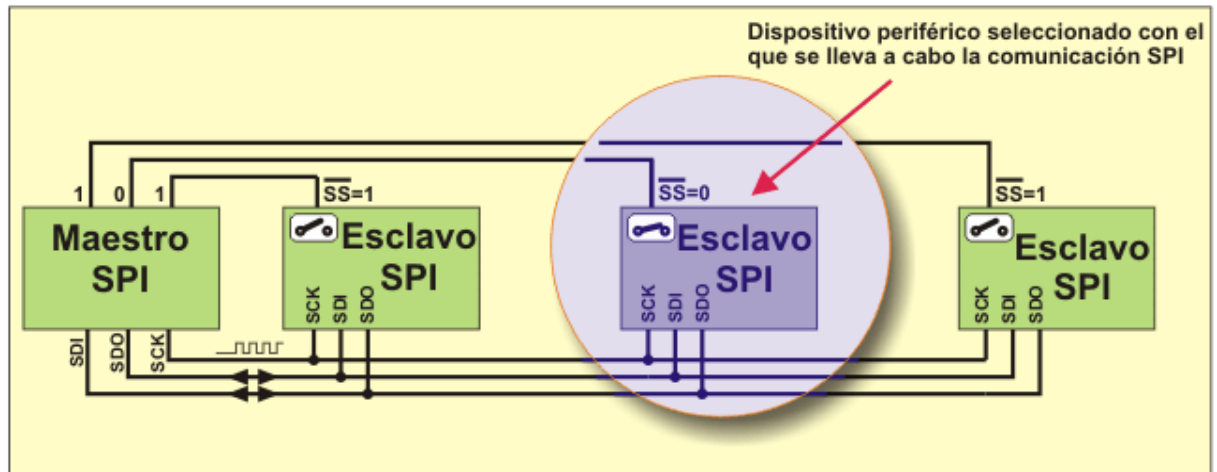 Dispositivo periférico seleccionado con el
que se lleva a cabo la comunicación SPI
1 0 1
SS=1
SS=0
SS=1
Maestro
SPI
Esclavo
SPI
Esclavo
SPI
Esclavo
SPI
SCK
SDI
SDO
SCK
SDI
SDO
SCK
SDI
SDO
SDI
SDO
SCK